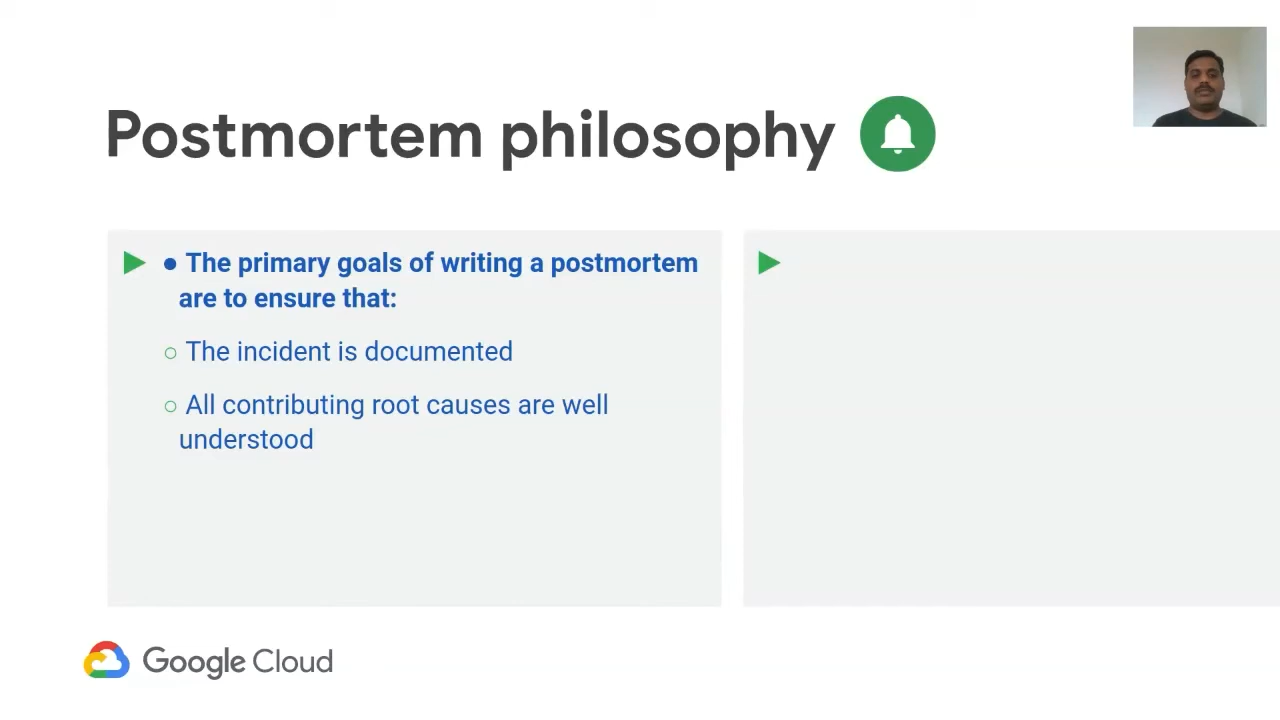 Postmortem philosophy
● The primary goals of writing a postmortem
are to ensure that:
○ The incident is documented
○ All contributing root causes are well
understood
Google Cloud